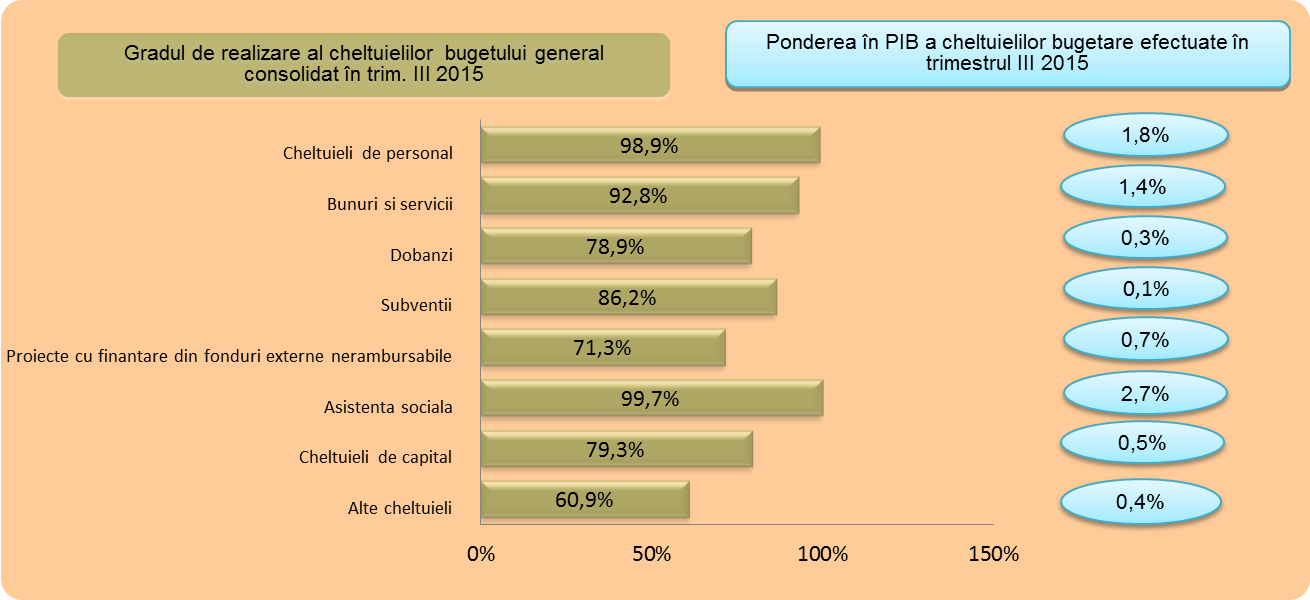 Gradul de realizare al cheltuielilor bugetului general
consolidat în trim. III 2015
Ponderea în PIB a cheltuielilor bugetare efectuate în
trimestrul III 2015
Cheltuieli de personal
98,9%
1,8%
Bunuri si servicii
92,8%
1,4%
Dobanzi
78,9%
0,3%
Subventii
86,2%
0,1%
Proiecte cu finantare din fonduri externe nerambursabile
71,3%
0,7%
Asistenta sociala
99,7%
2,7%
Cheltuieli de capital
79,3%
0,5%
Alte cheltuieli
60,9%
0,4%
0%
50%
100%
150%